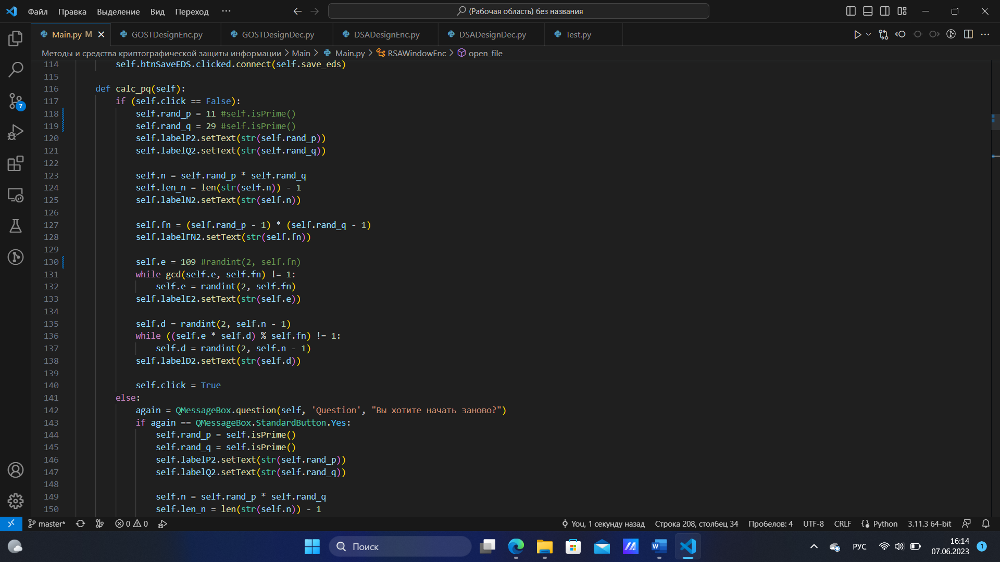 Файл Правка Выделение Вид Переход ··· (Рабочая область) без названия
Main.py M GOSTDesignEnc.py GOSTDesignDec.py DSADesignEnc.py DSADesignDec.py Test.py
Методы и средства криптографической защиты информации > Main > Main.py > RSAWindowEnc > open_file
114 self.btnSaveEDS.clicked.connect(self.save_eds)
115
116 def calc_pq(self):
117 if (self.click == False):
118 self.rand_p = 11 #self.isPrime()
119 self.rand_q = 29 #self.isPrime()
120 self.labelP2.setText(str(self.rand_p))
121 self.labelQ2.setText(str(self.rand_q))
122
123 self.n = self.rand_p * self.rand_q
124 self.len_n = len(str(self.n)) - 1
125 self.labelN2.setText(str(self.n))
126
127 self.fn = (self.rand_p - 1) * (self.rand_q - 1)
128 self.labelFN2.setText(str(self.fn))
129
130 self.e = 109 #randint(2, self.fn)
131 while gcd(self.e, self.fn) != 1:
132 self.e = randint(2, self.fn)
133 self.labelE2.setText(str(self.e))
134
135 self.d = randint(2, self.n - 1)
136 while ((self.e * self.d) % self.fn) != 1:
137 self.d = randint(2, self.n - 1)
138 self.labelD2.setText(str(self.d))
139
140 self.click = True
141 else:
142 again = QMessageBox.question(self, 'Question', "Вы хотите начать заново?")
143 if again == QMessageBox.StandardButton.Yes:
144 self.rand_p = self.isPrime()
145 self.rand_q = self.isPrime()
146 self.labelP2.setText(str(self.rand_p))
147 self.labelQ2.setText(str(self.rand_q))
148
149 self.n = self.rand_p * self.rand_q
150 self.len_n = len(str(self.n)) - 1
7
master* 0 0 You, 1 секунду назад Строка 208, столбец 34 Пробелов: 4 UTF-8 CRLF Python 3.11.3 64-bit
Поиск W РУС 16:14
07.06.2023 1